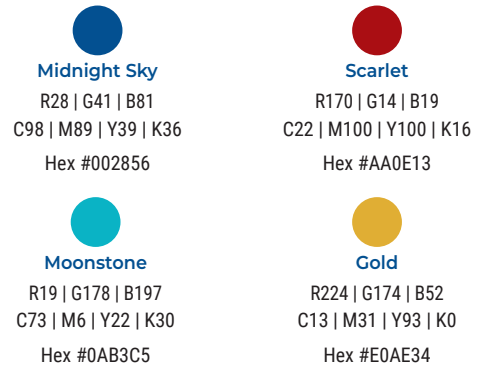 Midnight Sky
R28 | G41 | B81
C98 | M89 | Y39 | K36
Hex #002856
Scarlet
R170 | G14 | B19
C22 | M100 | Y100 | K16
Hex #AA0E13
Moonstone
R19 | G178 | B197
C73 | M6 | Y22 | K30
Hex #0AB3C5
Gold
R224 | G174 | B52
C13 | M31 | Y93 | K0
Hex #E0AE34